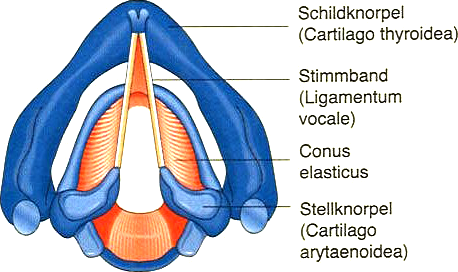 Schildknorpel
(Cartilago thyroidea)
Stimmband
(Ligamentum
vocale)
Conus
elasticus
Stellknorpel
(Cartilago
arytaenoidea)